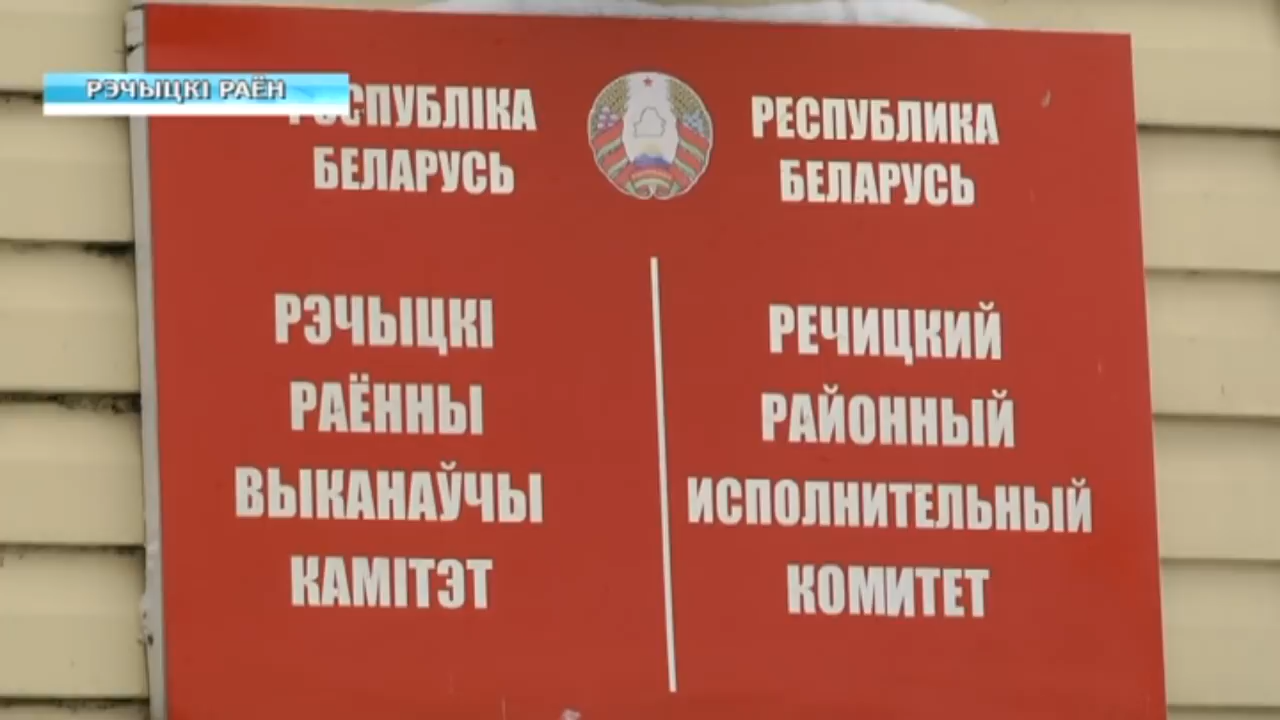 РЭЧЫЦКІ РАЁН
РЭСПУБЛІКА
БЕЛАРУСЬ
РЭЧЫЦКІ
РАЁННЫ
ВЫКАНАЎЧЫ
КАМІТЭТ
РЕСПУБЛИКА
БЕЛАРУСЬ
РЕЧИЦКИЙ
РАЙОННЫЙ
ИСПОЛНИТЕЛЬНЫЙ
КОМИТЕТ